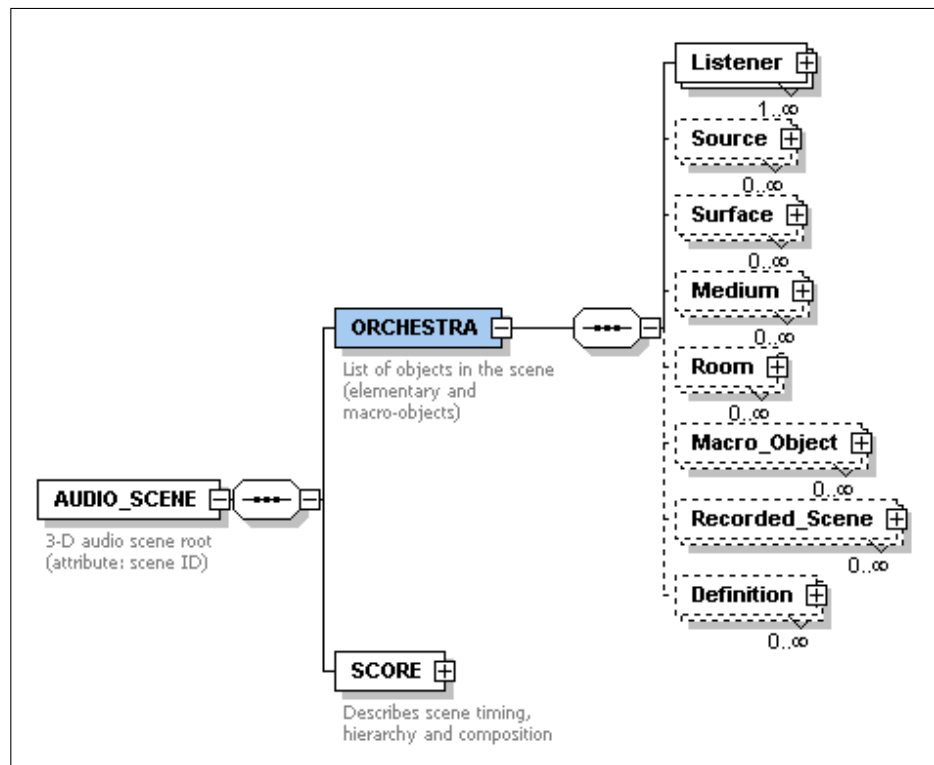 Listener
1..∞
Source
0..∞
Surface
0..∞
Medium
0..∞
ORCHESTRA
List of objects in the scene
(elementary and
macro-objects)
Room
0..∞
Macro_Object
0..∞
AUDIO_SCENE
3-D audio scene root
(attribute: scene ID)
Recorded_Scene
0..∞
Definition
0..∞
SCORE
Describes scene timing,
hierarchy and composition